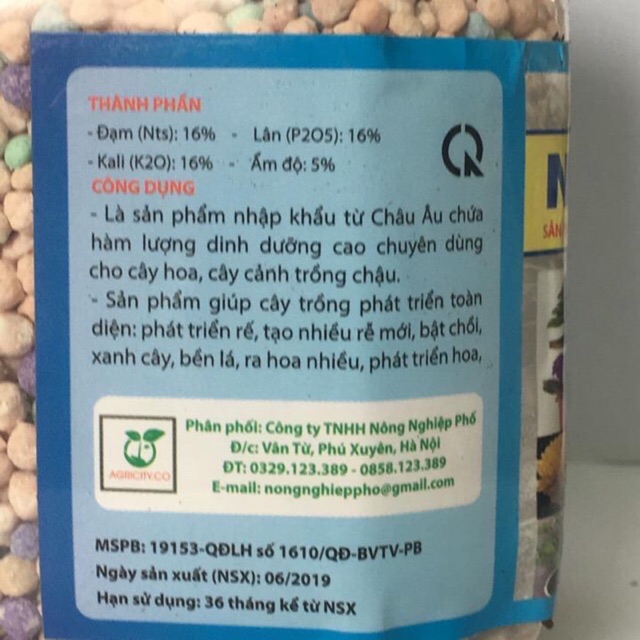 THÀNH PHẦN
- Đạm (Nts): 16% - Lân (P2O5): 16%
- Kali (K2O): 16% - Ẩm độ: 5%
CÔNG DỤNG
- Là sản phẩm nhập khẩu từ Châu Âu chứa
hàm lượng dinh dưỡng cao chuyên dùng
cho cây hoa, cây cảnh trồng chậu.
- Sản phẩm giúp cây trồng phát triển toàn
diện: phát triển rể, tạo nhiều rễ mới, bật chồi,
xanh cây, bền lá, ra hoa nhiều, phát triển hoa,
AGRICITY.CO
Phân phối: Công ty TNHH Nông Nghiệp Phố
Đ/c: Vân Từ, Phú Xuyên, Hà Nội
ĐT: 0329.123.389 - 0858.123.389
E-mail: nongnghieppho@gmail.com
MSPB: 19153-QĐLH số 1610/QĐ-BVTV-PB
Ngày sản xuất (NSX): 06/2019
Hạn sử dụng: 36 tháng kể từ NSX